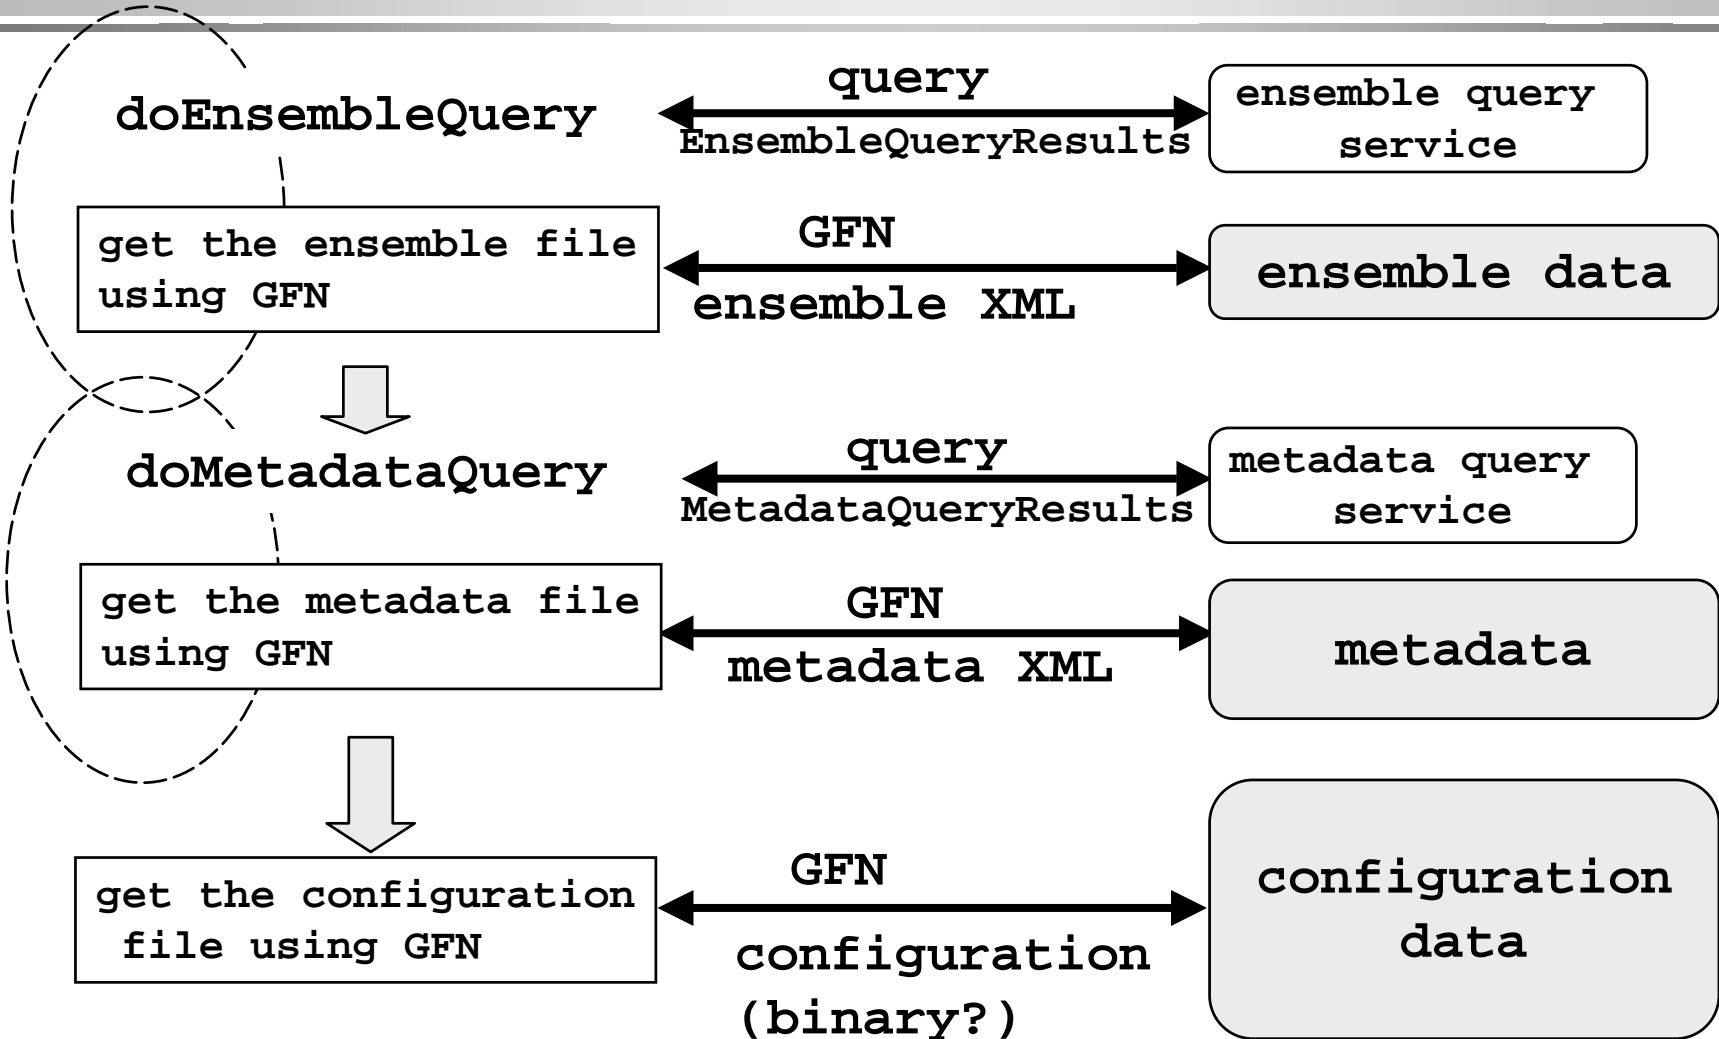 doEnsembleQuery
query
EnsembleQueryResults
ensemble query
service
get the ensemble file
using GFN
GFN
ensemble XML
ensemble data
doMetadataQuery
query
MetadataQueryResults
metadata query
service
get the metadata file
using GFN
GFN
metadata XML
metadata
get the configuration
file using GFN
GFN
configuration
(binary?)
configuration
data